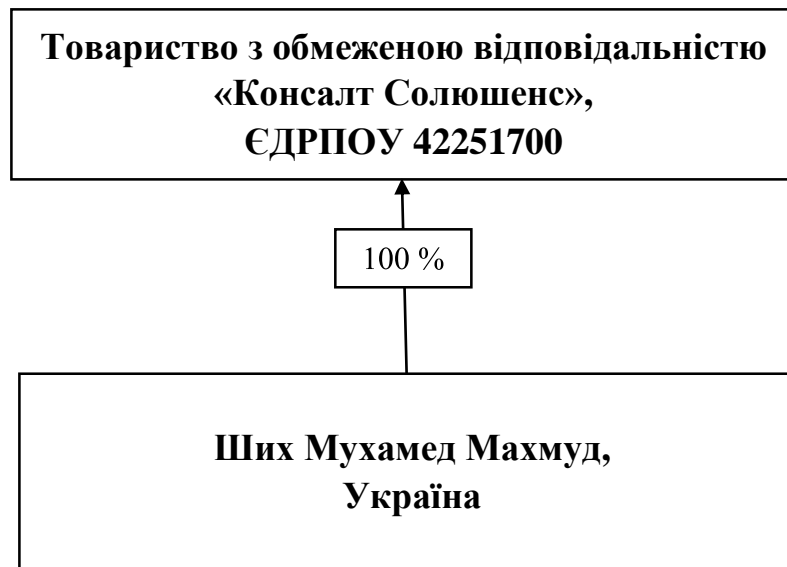 Товариство з обмеженою відповідальністю
«Консалт Солюшенс»,
ЄДРПОУ 42251700
100 %
Ших Мухамед Махмуд,
Україна